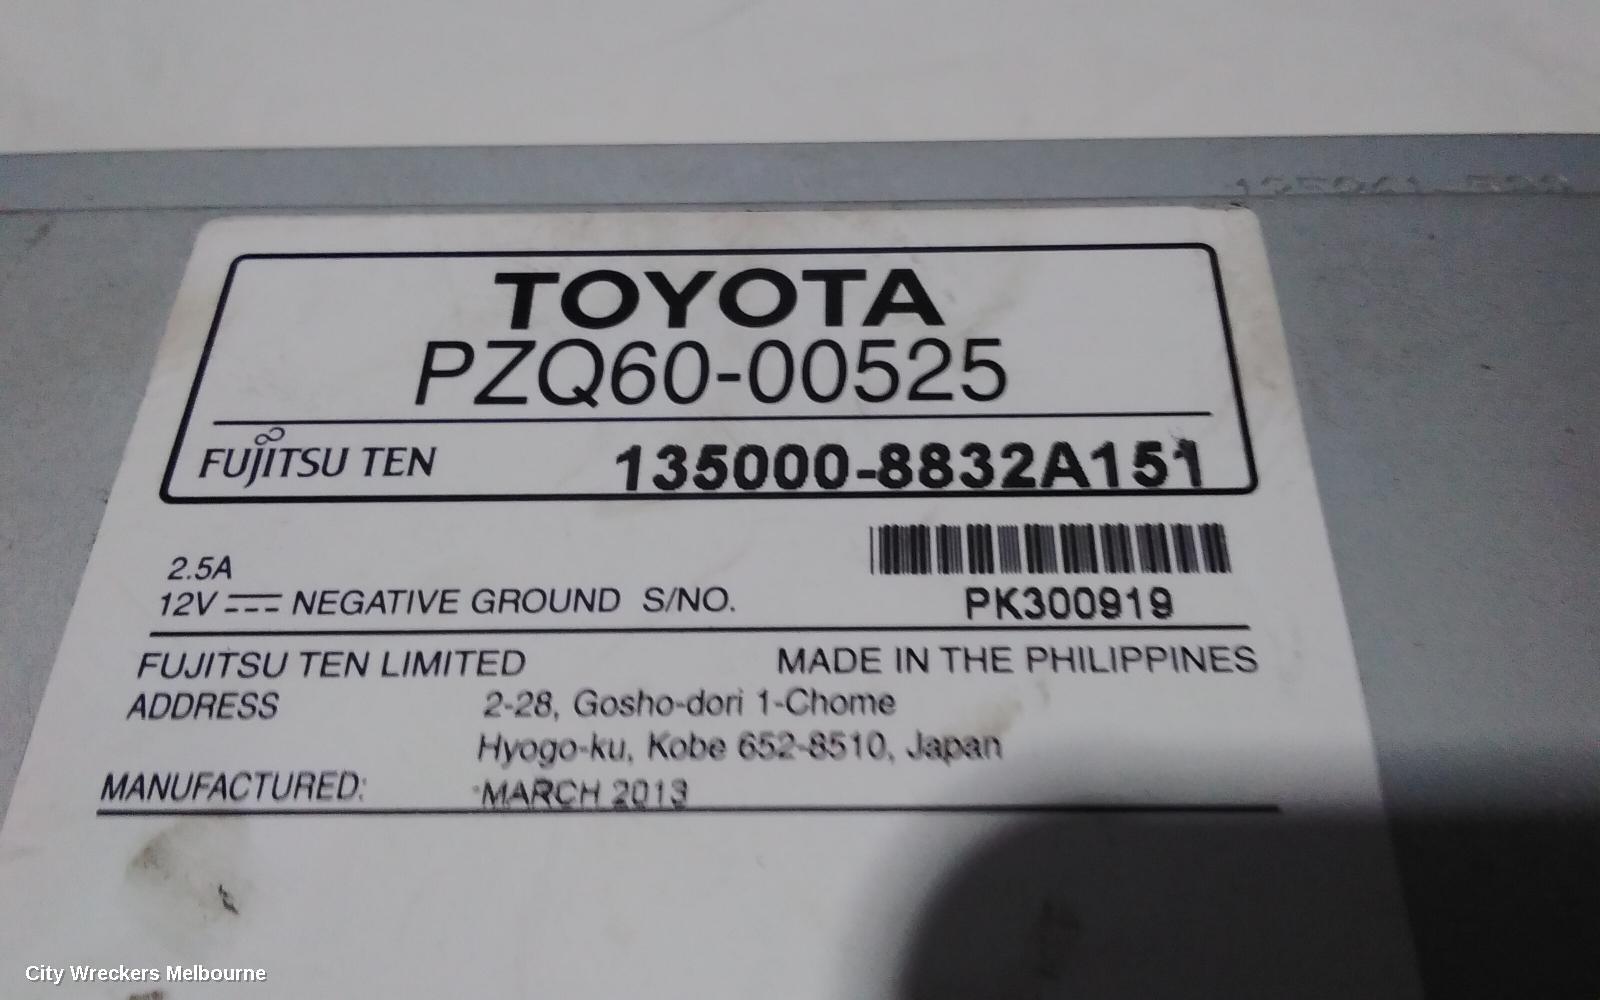 TOYOTA
PZQ60-00525
FUJITSU TEN 135000-8832A151
2.5A
12V NEGATIVE GROUND S/NO. PK300919
FUJITSU TEN LIMITED MADE IN THE PHILIPPINES
ADDRESS 2-28, Gosho-dori 1-Chome
Hyogo-ku, Kobe 652-8510, Japan
MANUFACTURED: MARCH 2013
City Wreckers Melbourne